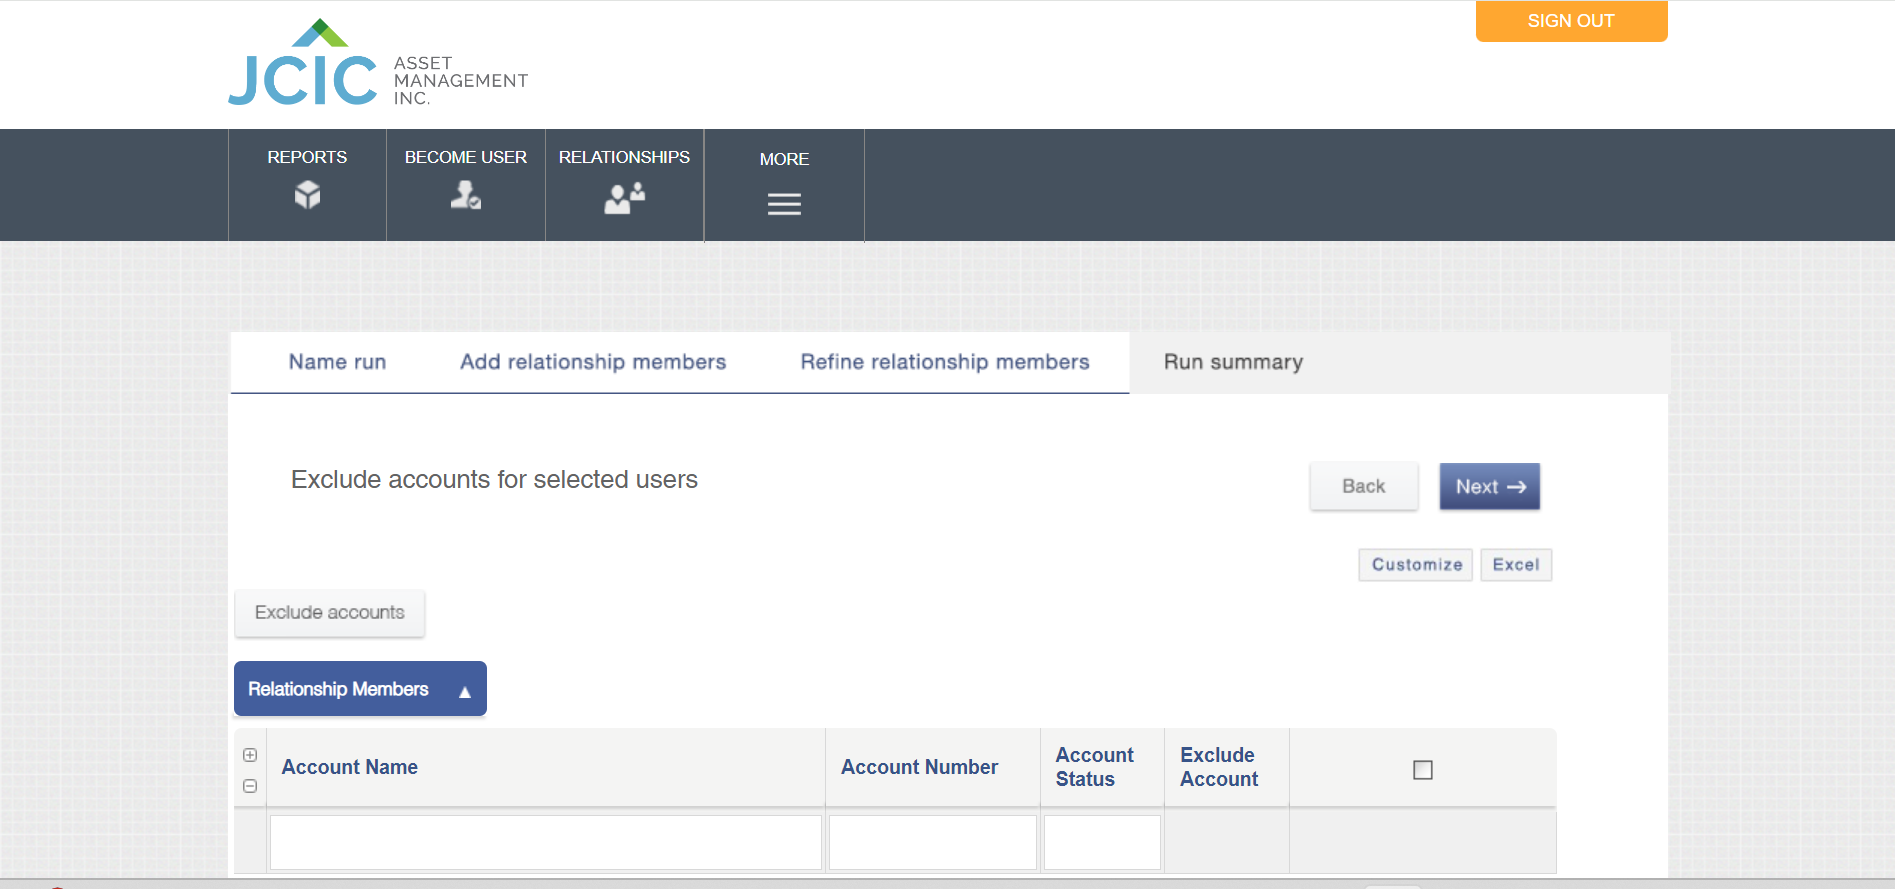 SIGN OUT
JCIC
ASSET
MANAGEMENT
INC.
REPORTS
BECOME USER
RELATIONSHIPS
MORE
Name run
Add relationship members
Refine relationship members
Run summary
Exclude accounts for selected users
Back
Next →
Customize
Excel
Exclude accounts
Relationship Members ▲
Account Name
Account Number
Account
Status
Exclude
Account